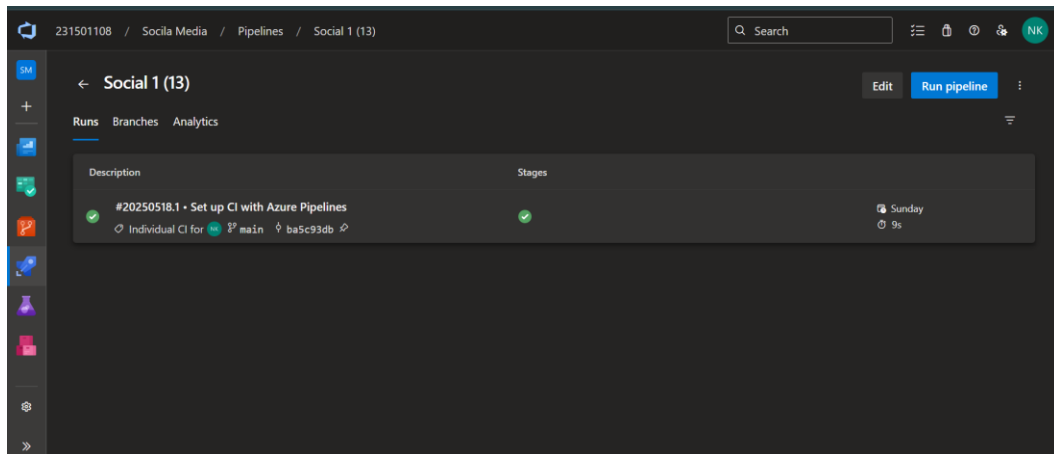 231501108 / Socila Media / Pipelines / Social 1 (13)
Search
NK
SM
Social 1 (13)
Edit
Run pipeline
Runs Branches Analytics
Description
Stages
#20250518.1 • Set up CI with Azure Pipelines
Sunday
Individual CI for NK main ba5c93db
9s